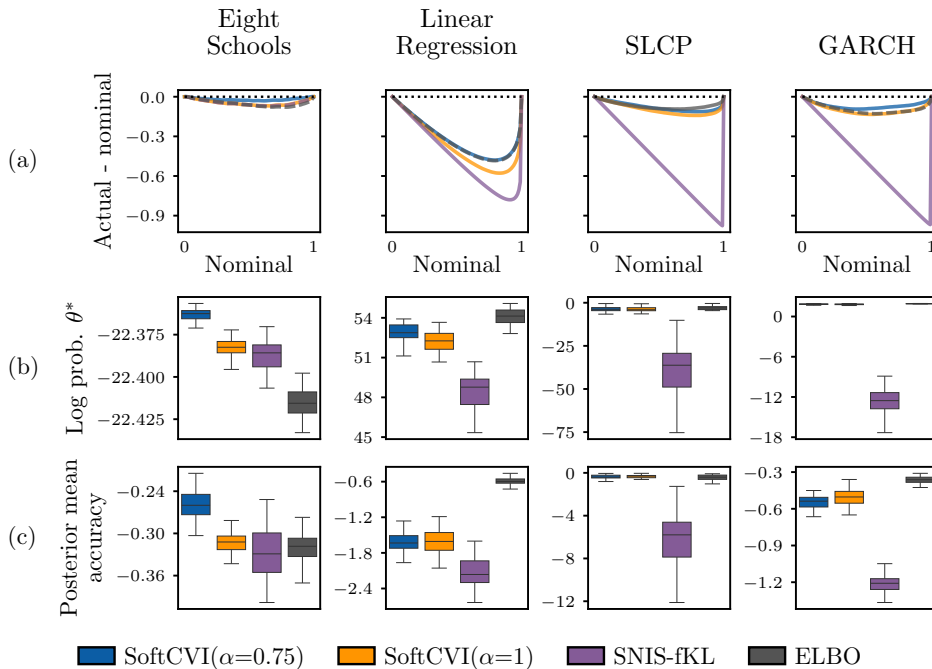 Eight
Schools
Linear
Regression
SLCP
GARCH
(a)
Actual - nominal
0.0
−0.3
−0.6
−0.9
0 1
0 1
0 1
0 1
Nominal
Nominal
Nominal
Nominal
(b)
Log prob. θ*
−22.375
−22.400
−22.425
54
51
48
45
0
−25
−50
−75
0
−6
−12
−18
(c)
Posterior mean
accuracy
−0.24
−0.30
−0.36
−0.6
−1.2
−1.8
−2.4
0
−4
−8
−12
−0.3
−0.6
−0.9
−1.2
SoftCVI(α=0.75) SoftCVI(α=1) SNIS-fKL ELBO